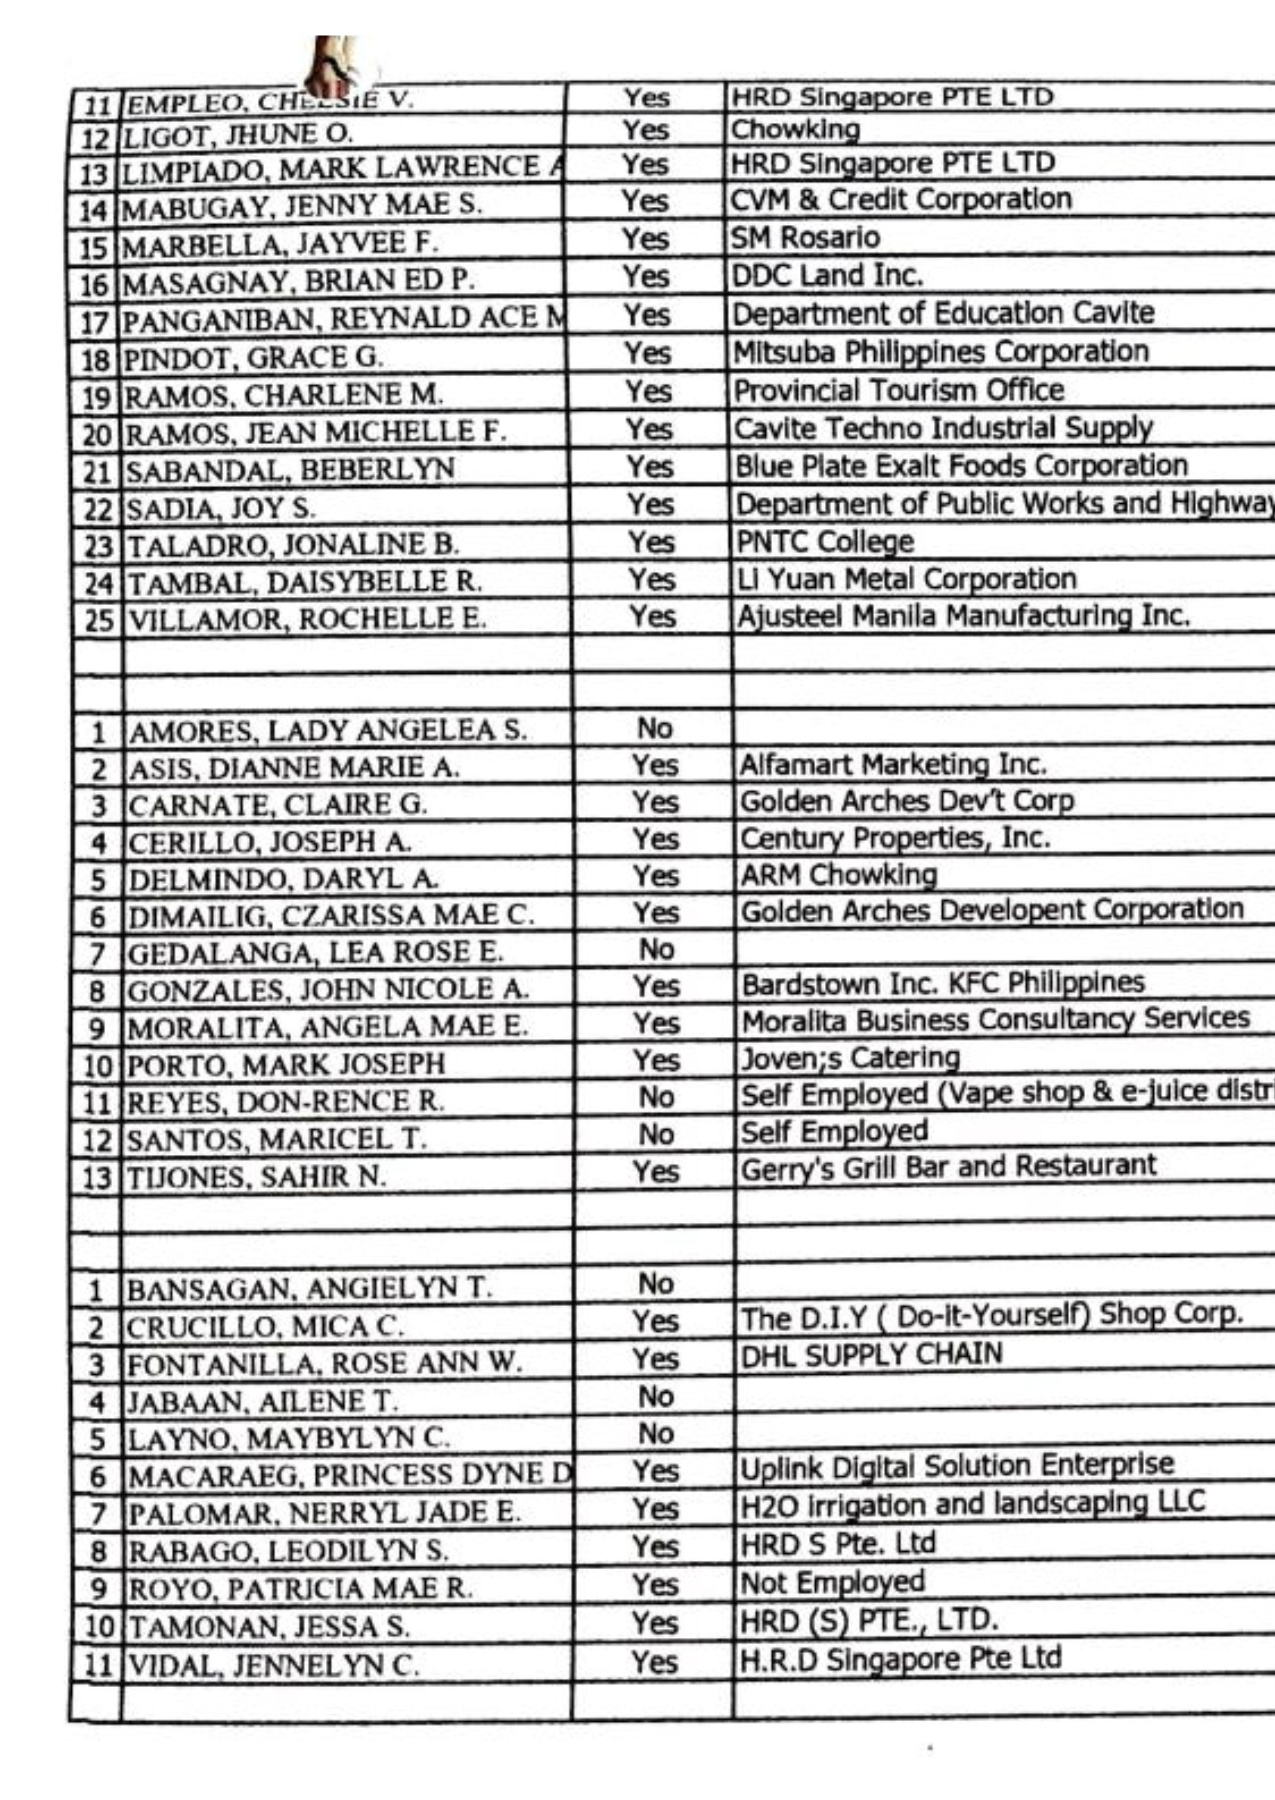 11 EMPLEO, CHELSIE V. Yes HRD Singapore PTE LTD
12 LIGOT, JHUNE O. Yes Chowking
13 LIMPIADO, MARK LAWRENCE A Yes HRD Singapore PTE LTD
14 MABUGAY, JENNY MAE S. Yes CVM & Credit Corporation
15 MARBELLA, JAYVEE F. Yes SM Rosario
16 MASAGNAY, BRIAN ED P. Yes DDC Land Inc.
17 PANGANIBAN, REYNALD ACE M Yes Department of Education Cavite
18 PINDOT, GRACE G. Yes Mitsuba Philippines Corporation
19 RAMOS, CHARLENE M. Yes Provincial Tourism Office
20 RAMOS, JEAN MICHELLE F. Yes Cavite Techno Industrial Supply
21 SABANDAL, BEBERLYN Yes Blue Plate Exalt Foods Corporation
22 SADIA, JOY S. Yes Department of Public Works and Highway
23 TALADRO, JONALINE B. Yes PNTC College
24 TAMBAL, DAISYBELLE R. Yes Li Yuan Metal Corporation
25 VILLAMOR, ROCHELLE E. Yes Ajusteel Manila Manufacturing Inc.
1 AMORES, LADY ANGELEA S. No
2 ASIS, DIANNE MARIE A. Yes Alfamart Marketing Inc.
3 CARNATE, CLAIRE G. Yes Golden Arches Dev't Corp
4 CERILLO, JOSEPH A. Yes Century Properties, Inc.
5 DELMINDO, DARYL A. Yes ARM Chowking
6 DIMAILIG, CZARISSA MAE C. Yes Golden Arches Developent Corporation
7 GEDALANGA, LEA ROSE E. No
8 GONZALES, JOHN NICOLE A. Yes Bardstown Inc. KFC Philippines
9 MORALITA, ANGELA MAE E. Yes Moralita Business Consultancy Services
10 PORTO, MARK JOSEPH Yes Joven;s Catering
11 REYES, DON-RENCE R. No Self Employed (Vape shop & e-juice distr
12 SANTOS, MARICEL T. No Self Employed
13 TIJONES, SAHIR N. Yes Gerry's Grill Bar and Restaurant
1 BANSAGAN, ANGIELYN T. No
2 CRUCILLO, MICA C. Yes The D.I.Y ( Do-it-Yourself) Shop Corp.
3 FONTANILLA, ROSE ANN W. Yes DHL SUPPLY CHAIN
4 JABAAN, AILENE T. No
5 LAYNO, MAYBYLYN C. No
6 MACARAEG, PRINCESS DYNE D Yes Uplink Digital Solution Enterprise
7 PALOMAR, NERRYL JADE E. Yes H2O irrigation and landscaping LLC
8 RABAGO, LEODILYN S. Yes HRD S Pte. Ltd
9 ROYO, PATRICIA MAE R. Yes Not Employed
10 TAMONAN, JESSA S. Yes HRD (S) PTE., LTD.
11 VIDAL, JENNELYN C. Yes H.R.D Singapore Pte Ltd